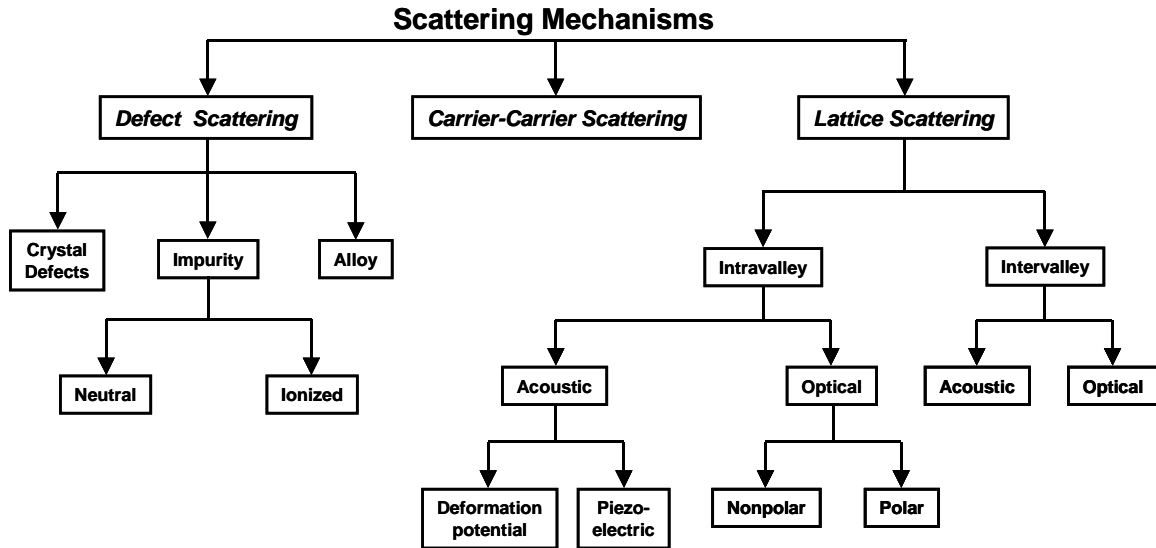 Scattering Mechanisms
Defect Scattering
Carrier-Carrier Scattering
Lattice Scattering
Crystal
Defects
Impurity
Alloy
Intravalley
Intervalley
Neutral
Ionized
Acoustic
Optical
Acoustic
Optical
Deformation
potential
Piezo-
electric
Nonpolar
Polar